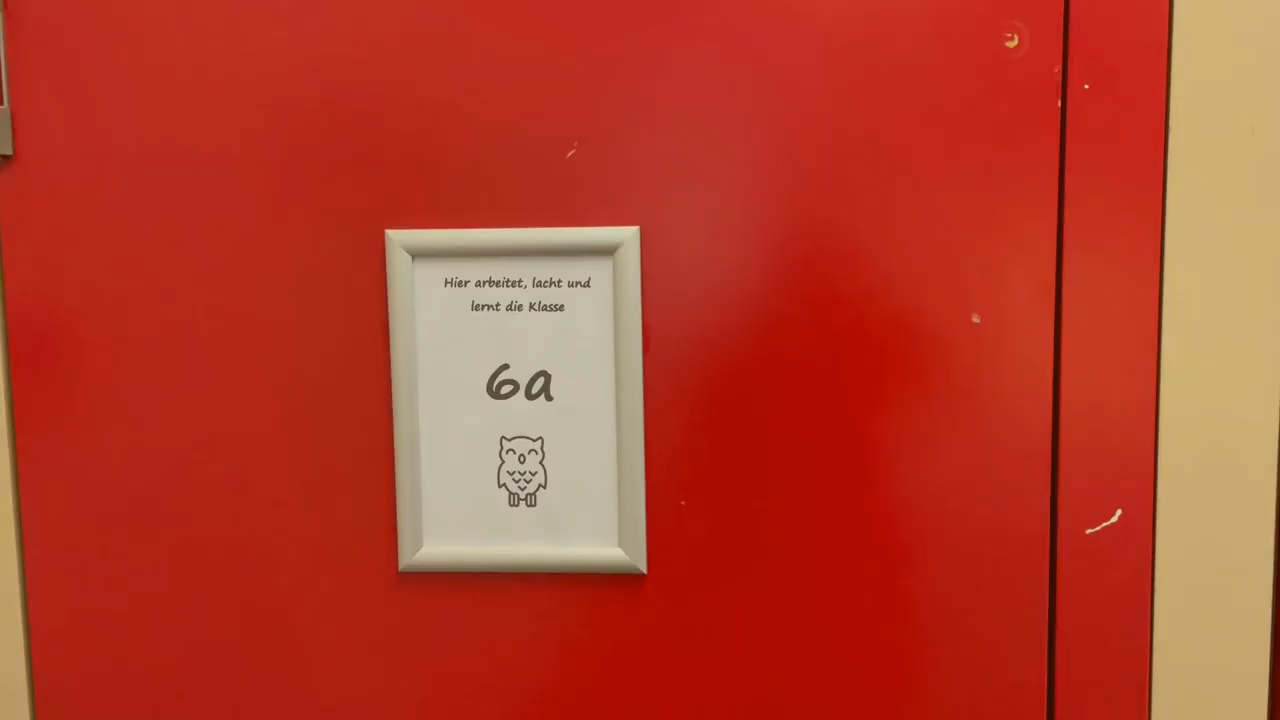 Hier arbeitet, lacht und
lernt die Klasse
6a